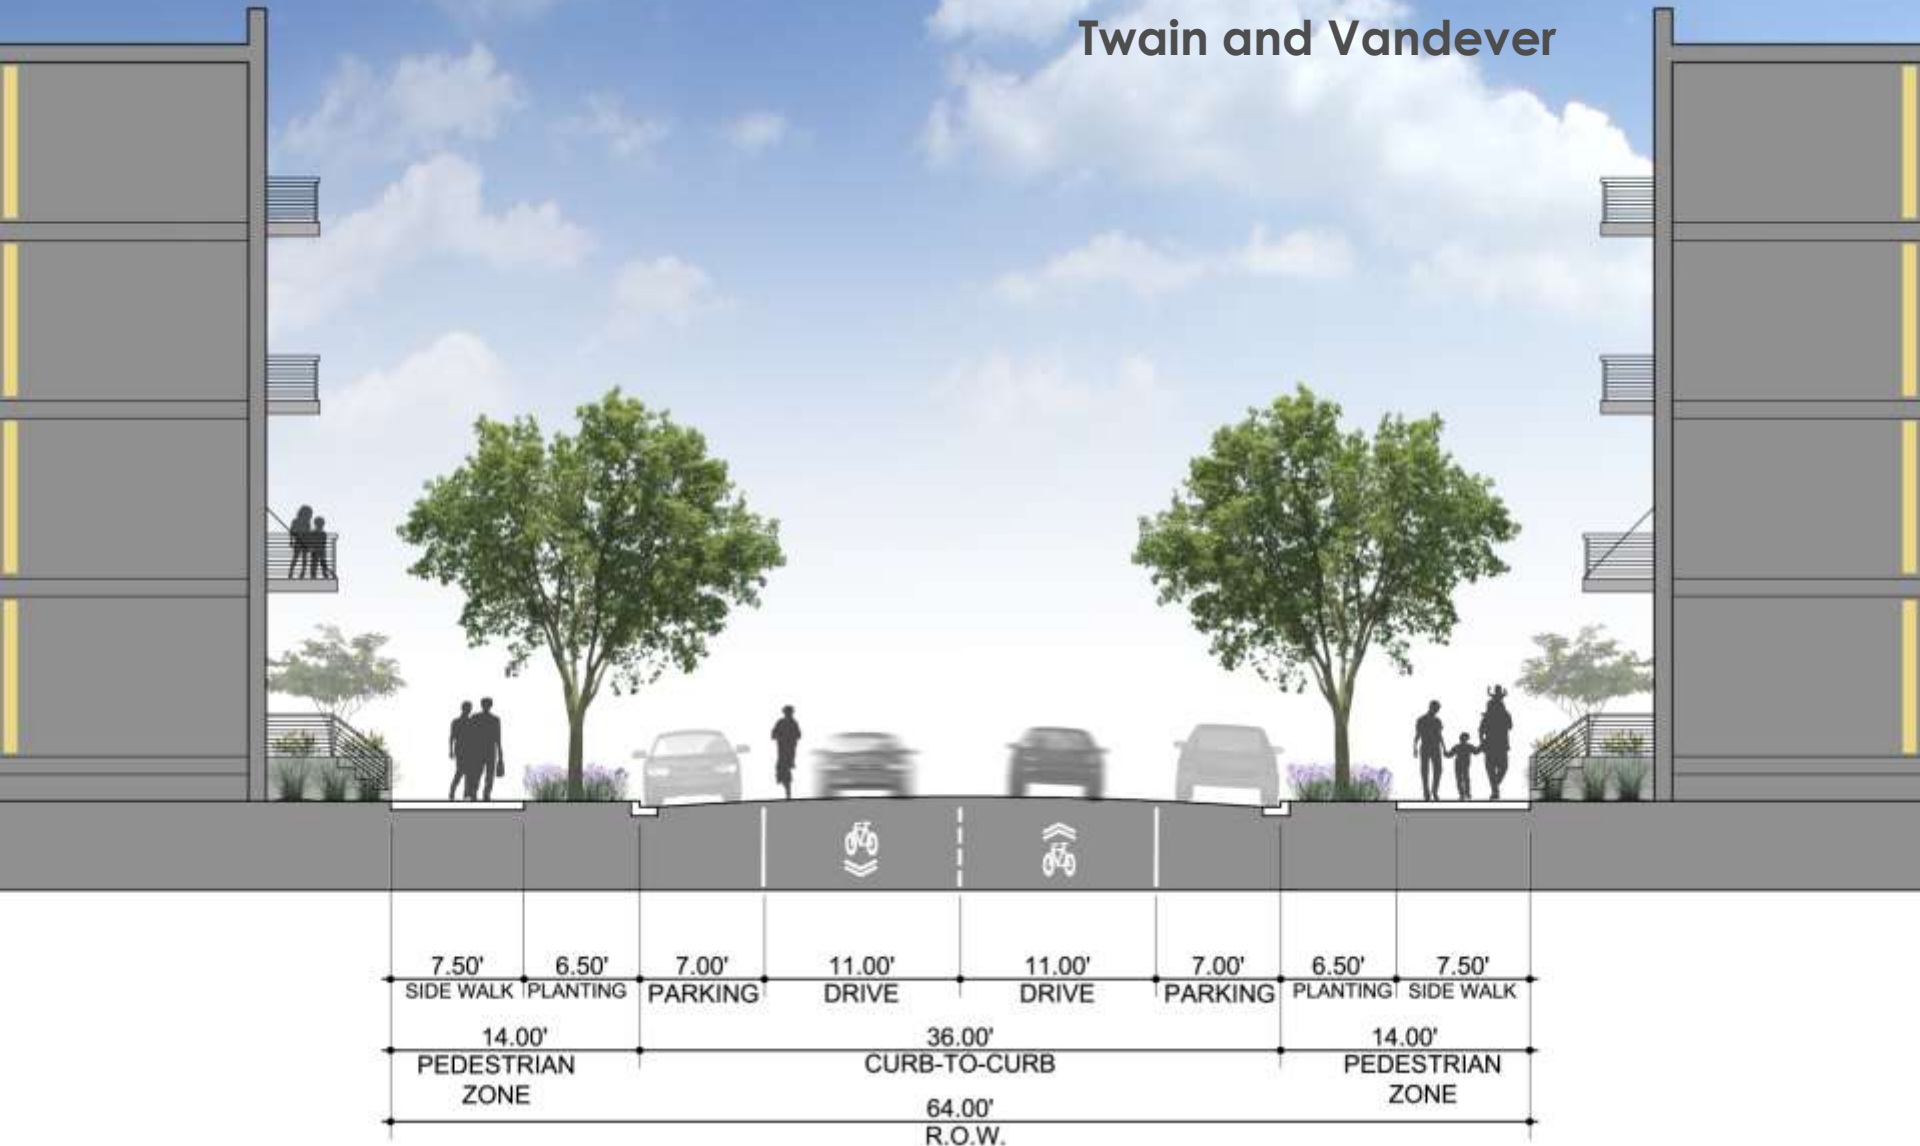 Twain and Vandever
7.50' 6.50' 7.00' 11.00' 11.00' 7.00' 6.50' 7.50'
SIDE WALK PLANTING PARKING DRIVE DRIVE PARKING PLANTING SIDE WALK
14.00' 36.00' 14.00'
PEDESTRIAN CURB-TO-CURB PEDESTRIAN
ZONE ZONE
64.00'
R.O.W.